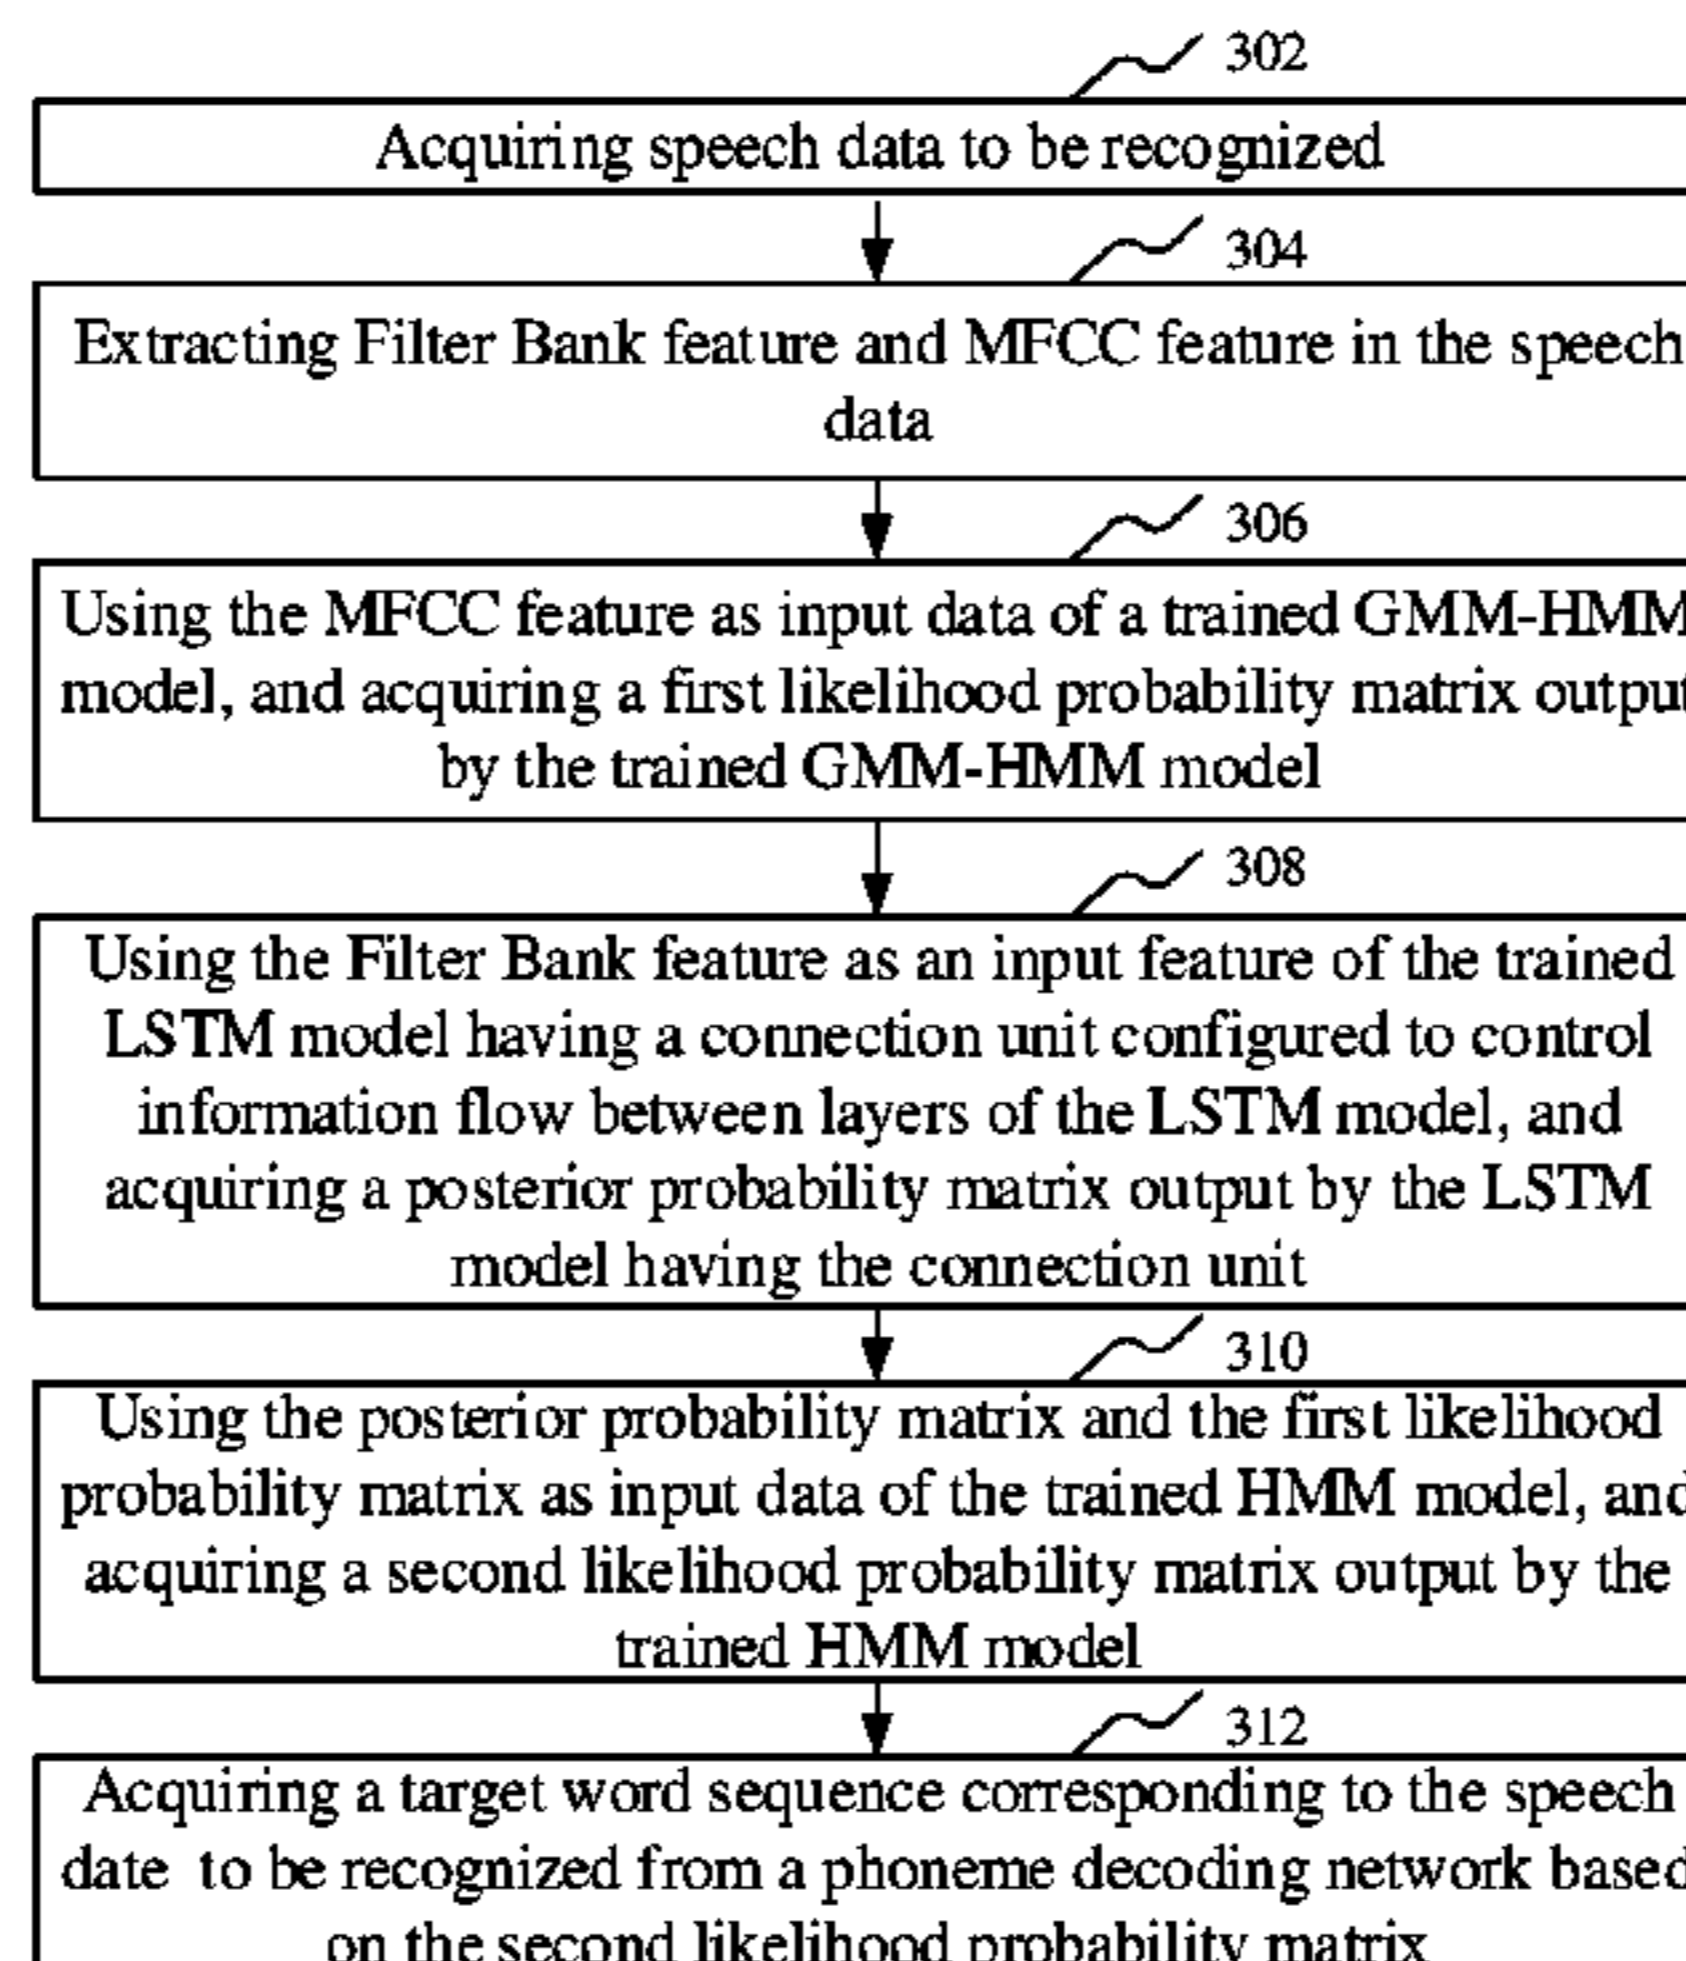 302
Acquiring speech data to be recognized
304
Extracting Filter Bank feature and MFCC feature in the speech
data
306
Using the MFCC feature as input data of a trained GMM-HMM
model, and acquiring a first likelihood probability matrix output
by the trained GMM-HMM model
308
Using the Filter Bank feature as an input feature of the trained
LSTM model having a connection unit configured to control
information flow between layers of the LSTM model, and
acquiring a posterior probability matrix output by the LSTM
model having the connection unit
310
Using the posterior probability matrix and the first likelihood
probability matrix as input data of the trained HMM model, and
acquiring a second likelihood probability matrix output by the
trained HMM model
312
Acquiring a target word sequence corresponding to the speech
date to be recognized from a phoneme decoding network based
on the second likelihood probability matrix